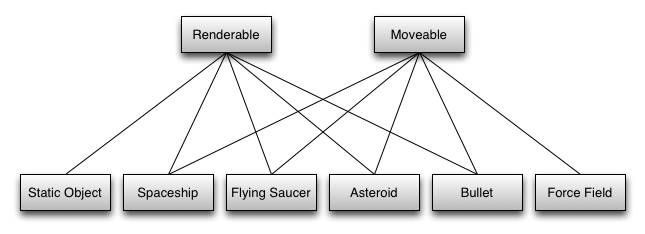 Renderable
Moveable
Static Object
Spaceship
Flying Saucer
Asteroid
Bullet
Force Field